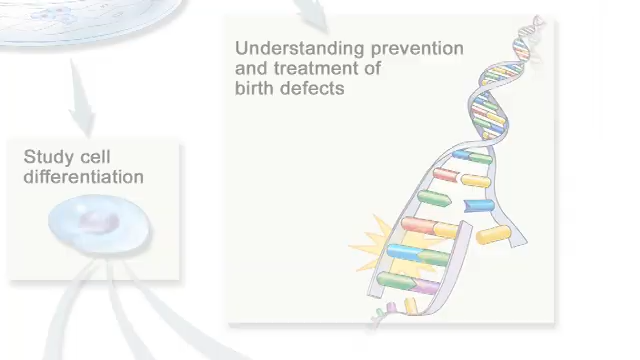 Understanding prevention
and treatment of
birth defects
Study cell
differentiation